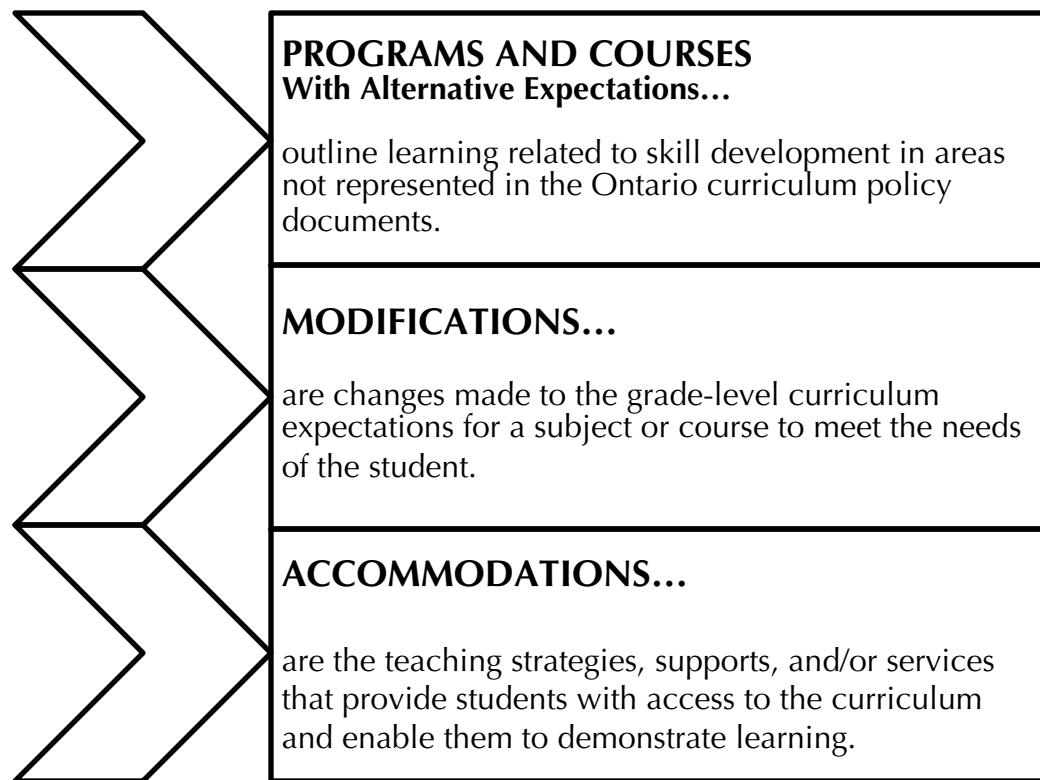 PROGRAMS AND COURSES
With Alternative Expectations…
outline learning related to skill development in areas
not represented in the Ontario curriculum policy
documents.
MODIFICATIONS…
are changes made to the grade-level curriculum
expectations for a subject or course to meet the needs
of the student.
ACCOMMODATIONS…
are the teaching strategies, supports, and/or services
that provide students with access to the curriculum
and enable them to demonstrate learning.